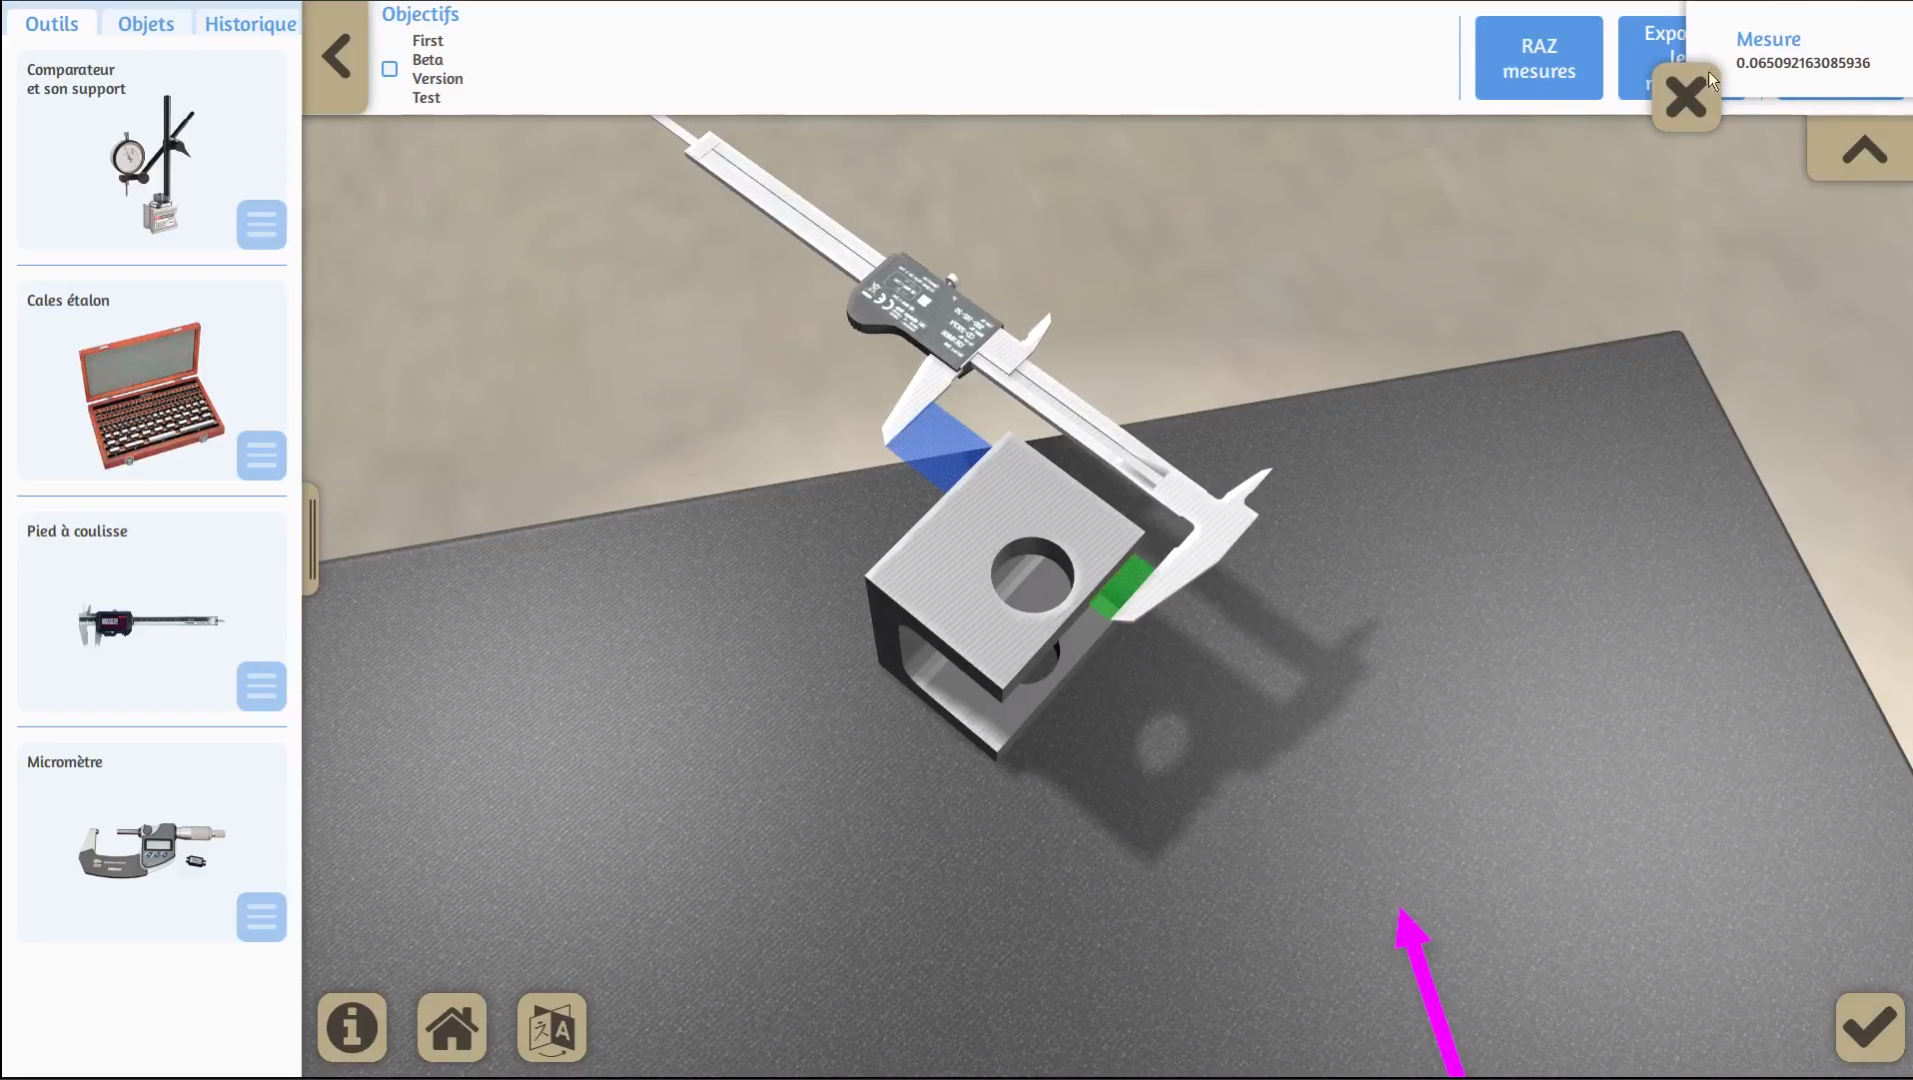 Outils
Objets
Historique
Objectifs
First
Beta
Version
Test
RAZ
mesures
Expo
le
Mesure
0.065092163085936
Comparateur
et son support
Cales étalon
Pied à coulisse
Micromètre
A